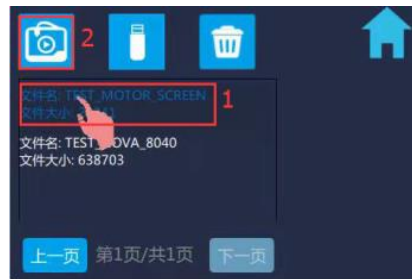 2
文件名: TEST_MOTOR_SCREEN
1
文件大小:
文件名: TEST
OVA_8040
文件大小: 638703
上一页
第1页/共1页
下一页